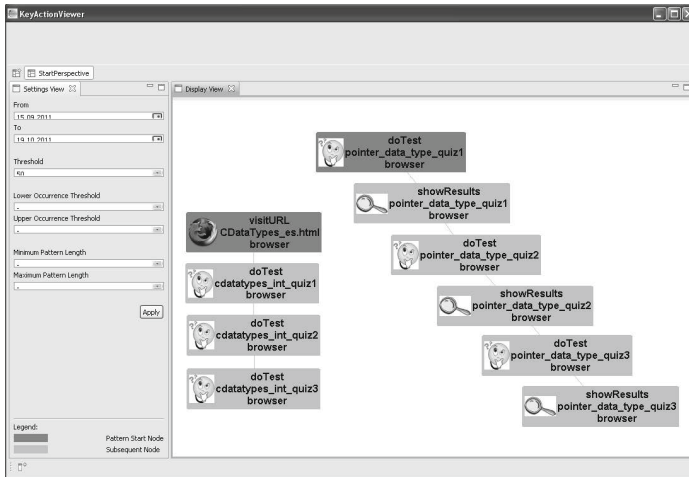 KeyActionViewer
StartPerspective
Settings View
From
15.09.2011
To
19.10.2011
Threshold
50
Lower Occurrence Threshold
-
Upper Occurrence Threshold
-
Minimum Pattern Length
-
Maximum Pattern Length
-
Apply
Legend:
Pattern Start Node
Subsequent Node
Display View
doTest
pointer_data_type_quiz1
browser
showResults
pointer_data_type_quiz1
browser
doTest
pointer_data_type_quiz2
browser
showResults
pointer_data_type_quiz2
browser
doTest
pointer_data_type_quiz3
browser
showResults
pointer_data_type_quiz3
browser
visitURL
CDataTypes_es.html
browser
doTest
cdatatypes_int_quiz1
browser
doTest
cdatatypes_int_quiz2
browser
doTest
cdatatypes_int_quiz3
browser